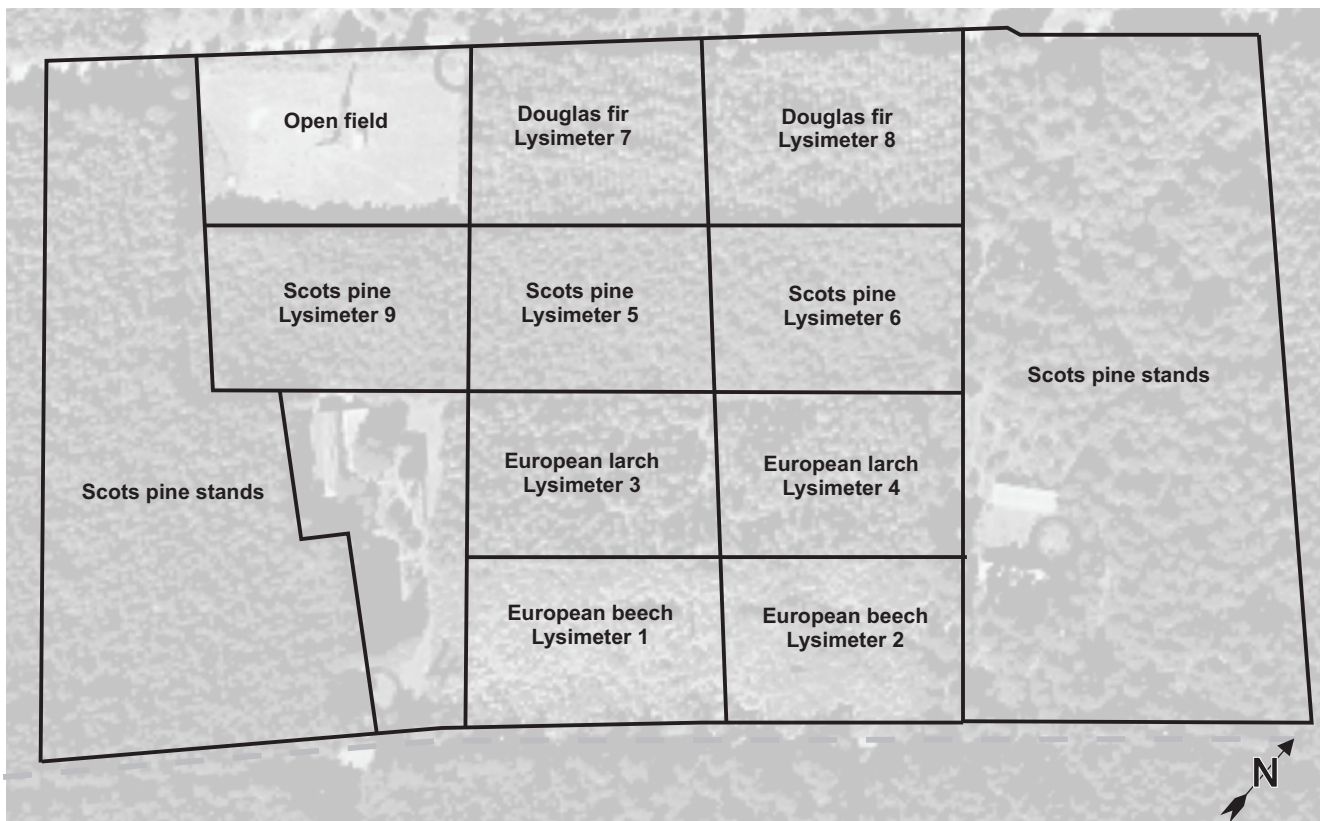 Open field
Douglas fir
Lysimeter 7
Douglas fir
Lysimeter 8
Scots pine
Lysimeter 9
Scots pine
Lysimeter 5
Scots pine
Lysimeter 6
Scots pine stands
European larch
Lysimeter 3
European larch
Lysimeter 4
Scots pine stands
European beech
Lysimeter 1
European beech
Lysimeter 2
N